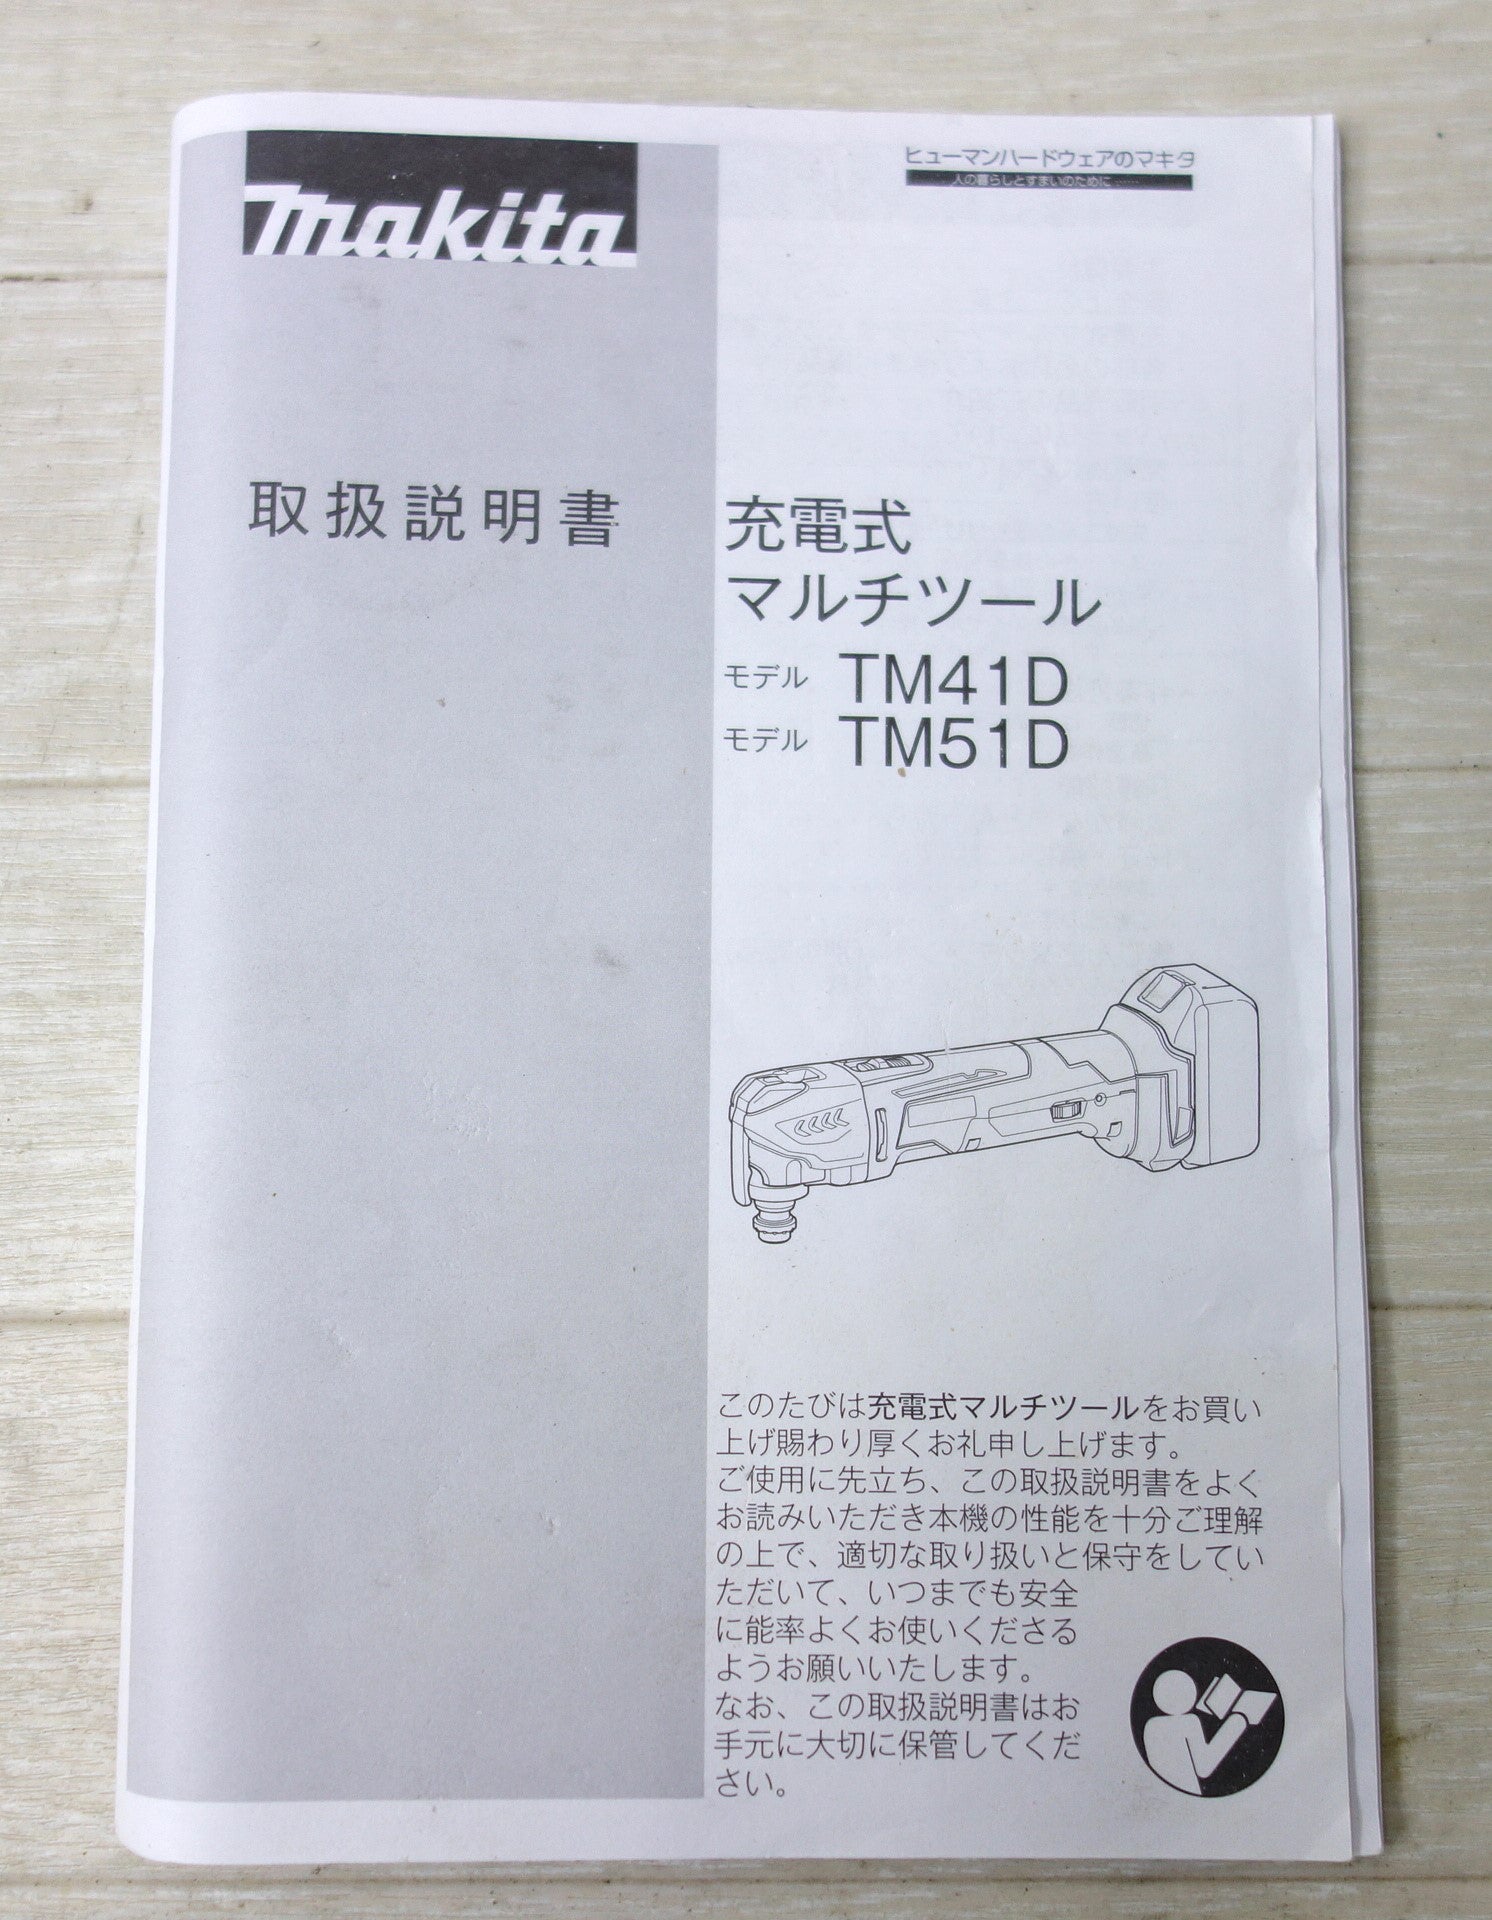 makita
ヒューマンハードウェアのマキタ
人の暮らしとすまいのために……
取扱説明書
充電式
マルチツール
モデル TM41D
モデル TM51D
このたびは充電式マルチツールをお買い
上げ賜わり厚くお礼申し上げます。
ご使用に先立ち、この取扱説明書をよく
お読みいただき本機の性能を十分ご理解
の上で、適切な取り扱いと保守をしてい
ただいて、いつまでも安全
に能率よくお使いくださる
ようお願いいたします。
なお、この取扱説明書はお
手元に大切に保管してくだ
さい。